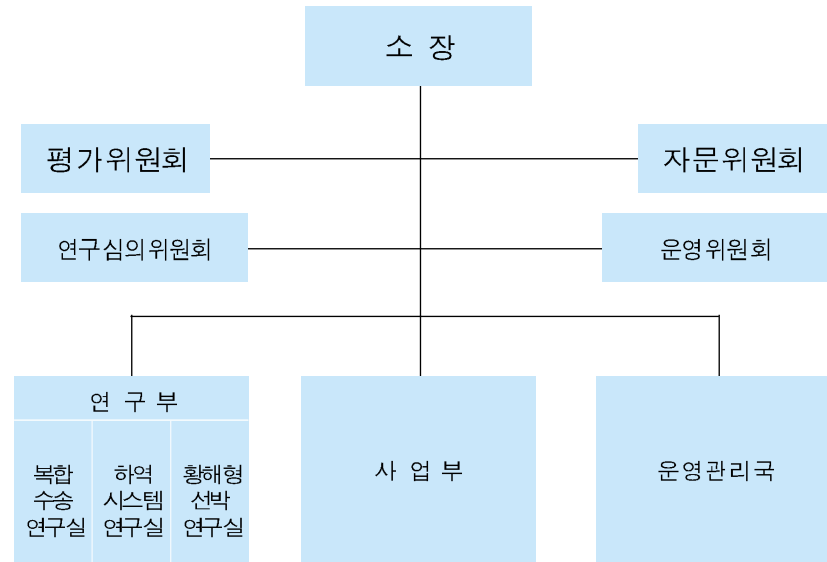 소 장
평가위원회
자문위원회
연구심의위원회
운영위원회
연 구 부
복합
수송
연구실
하역
시스템
연구실
황해형
선박
연구실
사 업 부
운영관리국